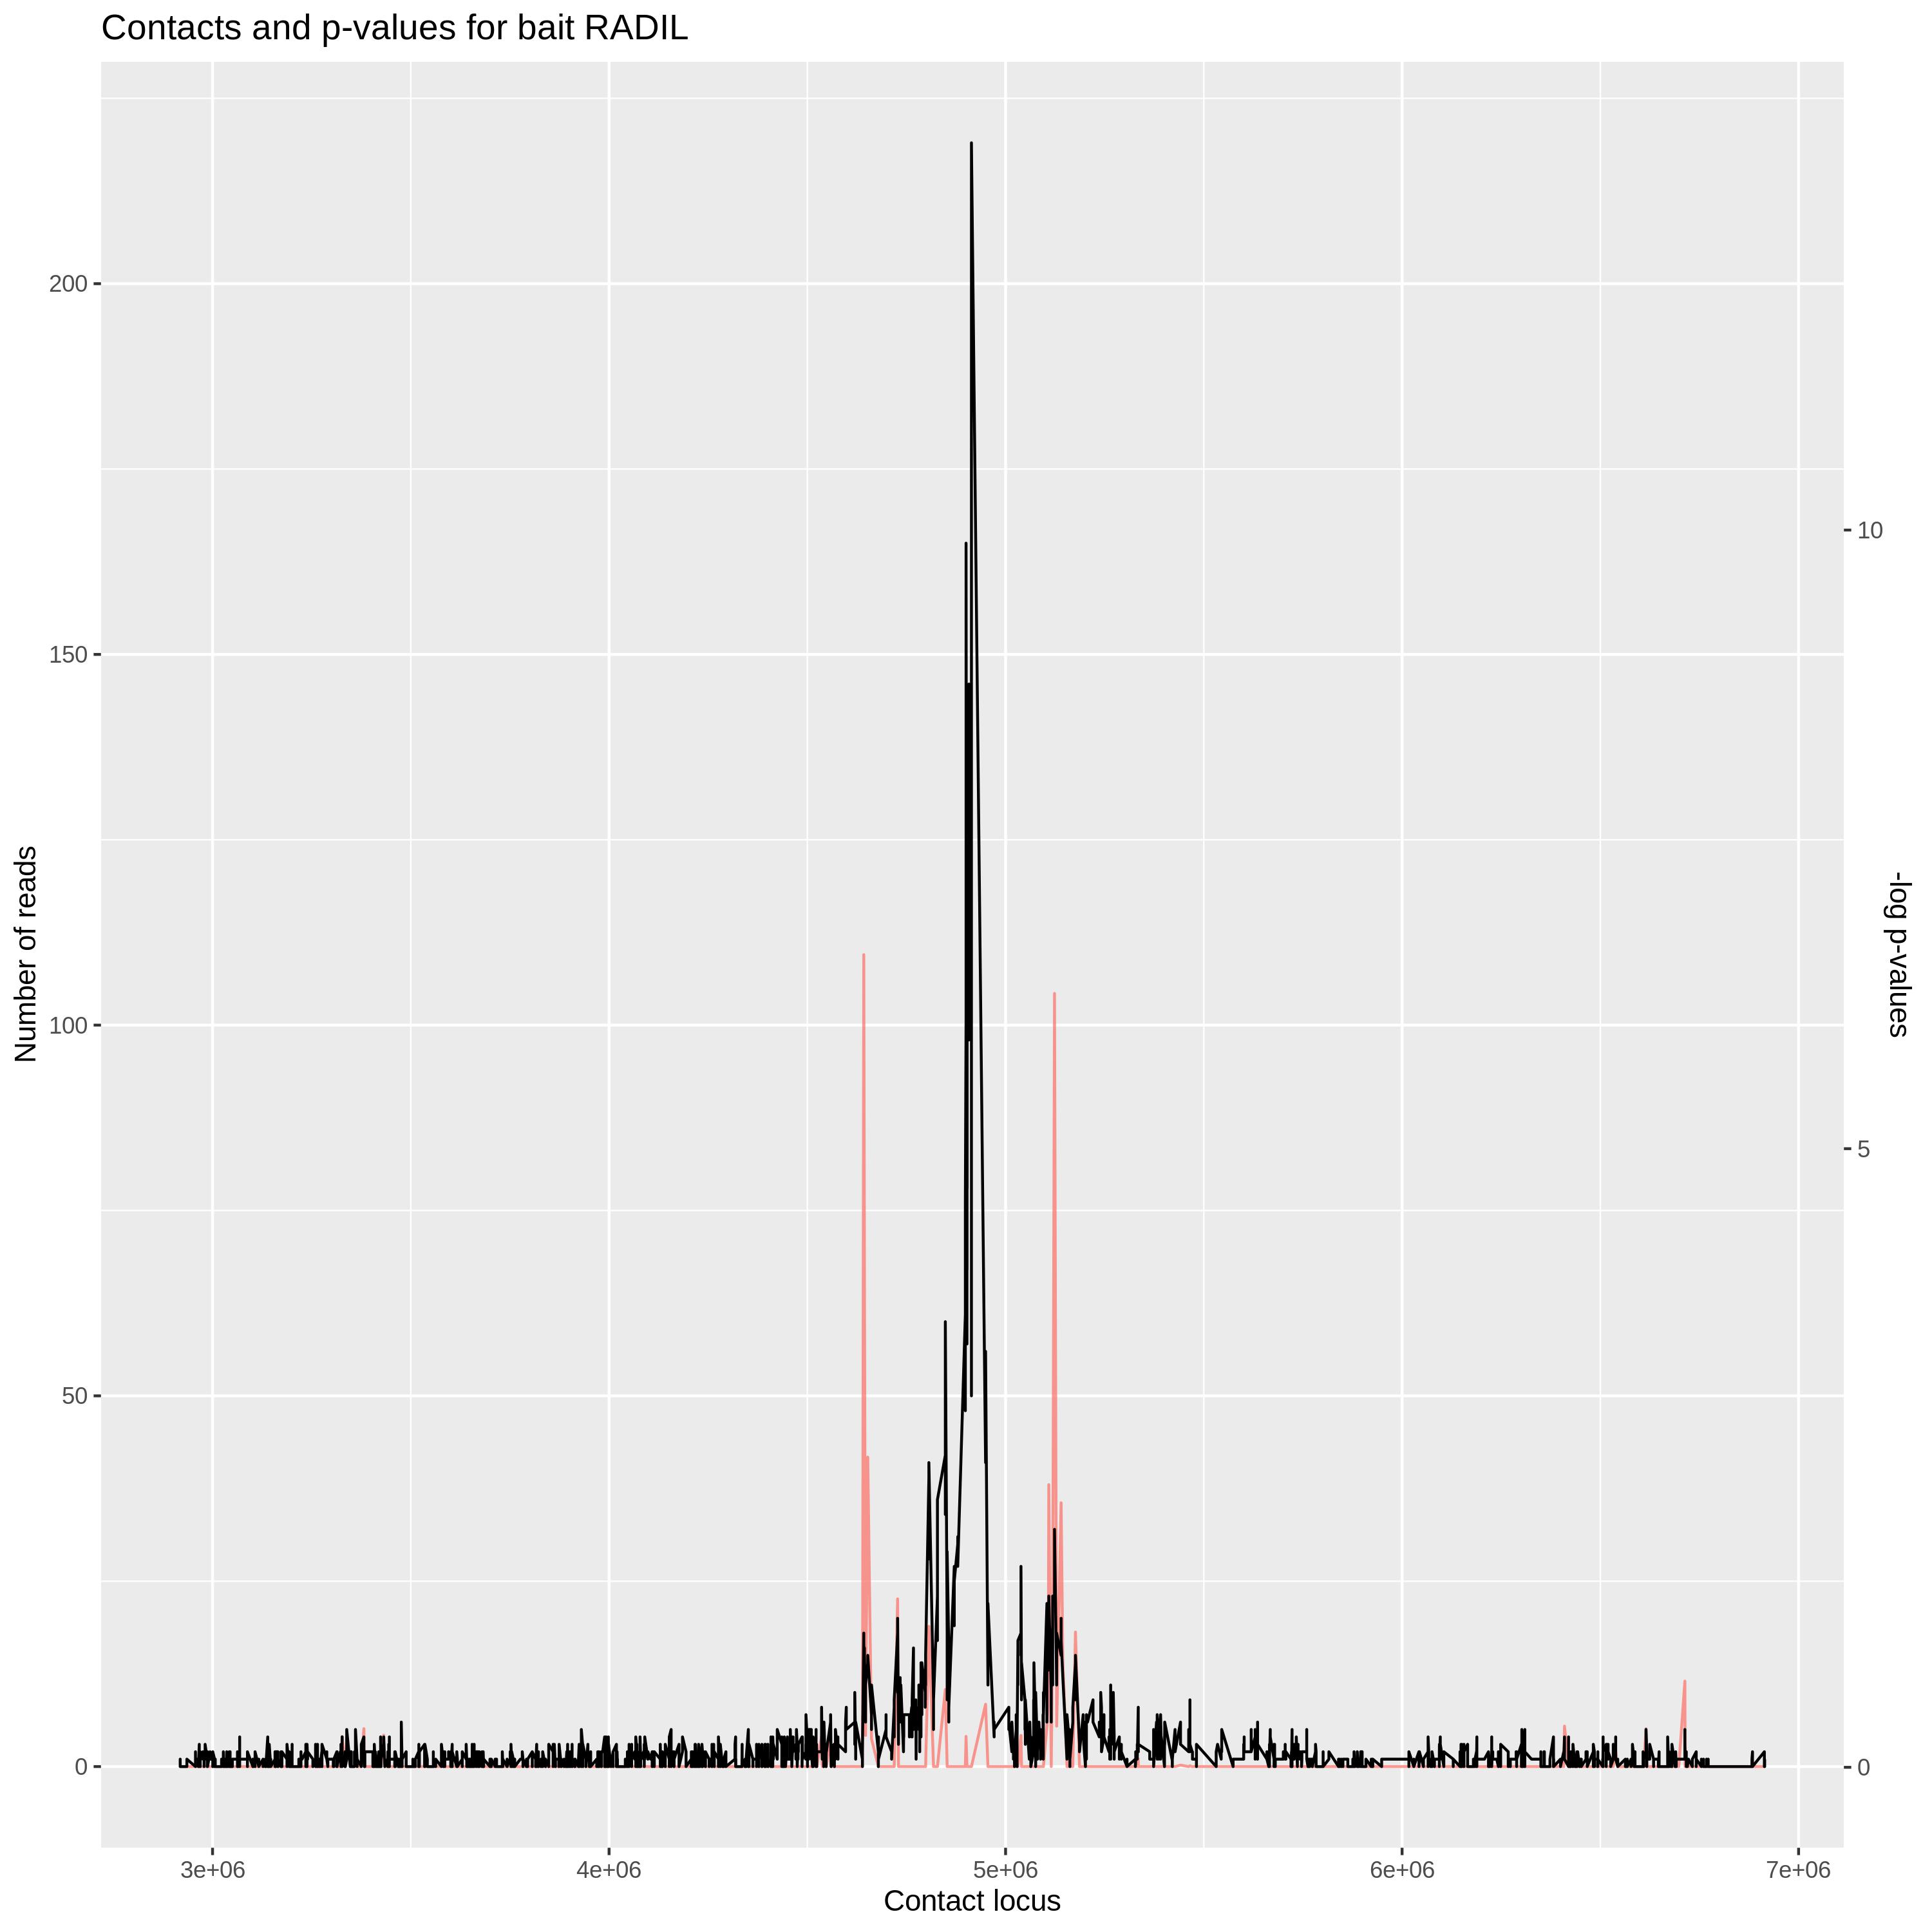 Contacts and p-values for bait RADIL
Number of reads
200
150
100
50
0
10
5
0
-log p-values
3e+06
4e+06
5e+06
6e+06
7e+06
Contact locus